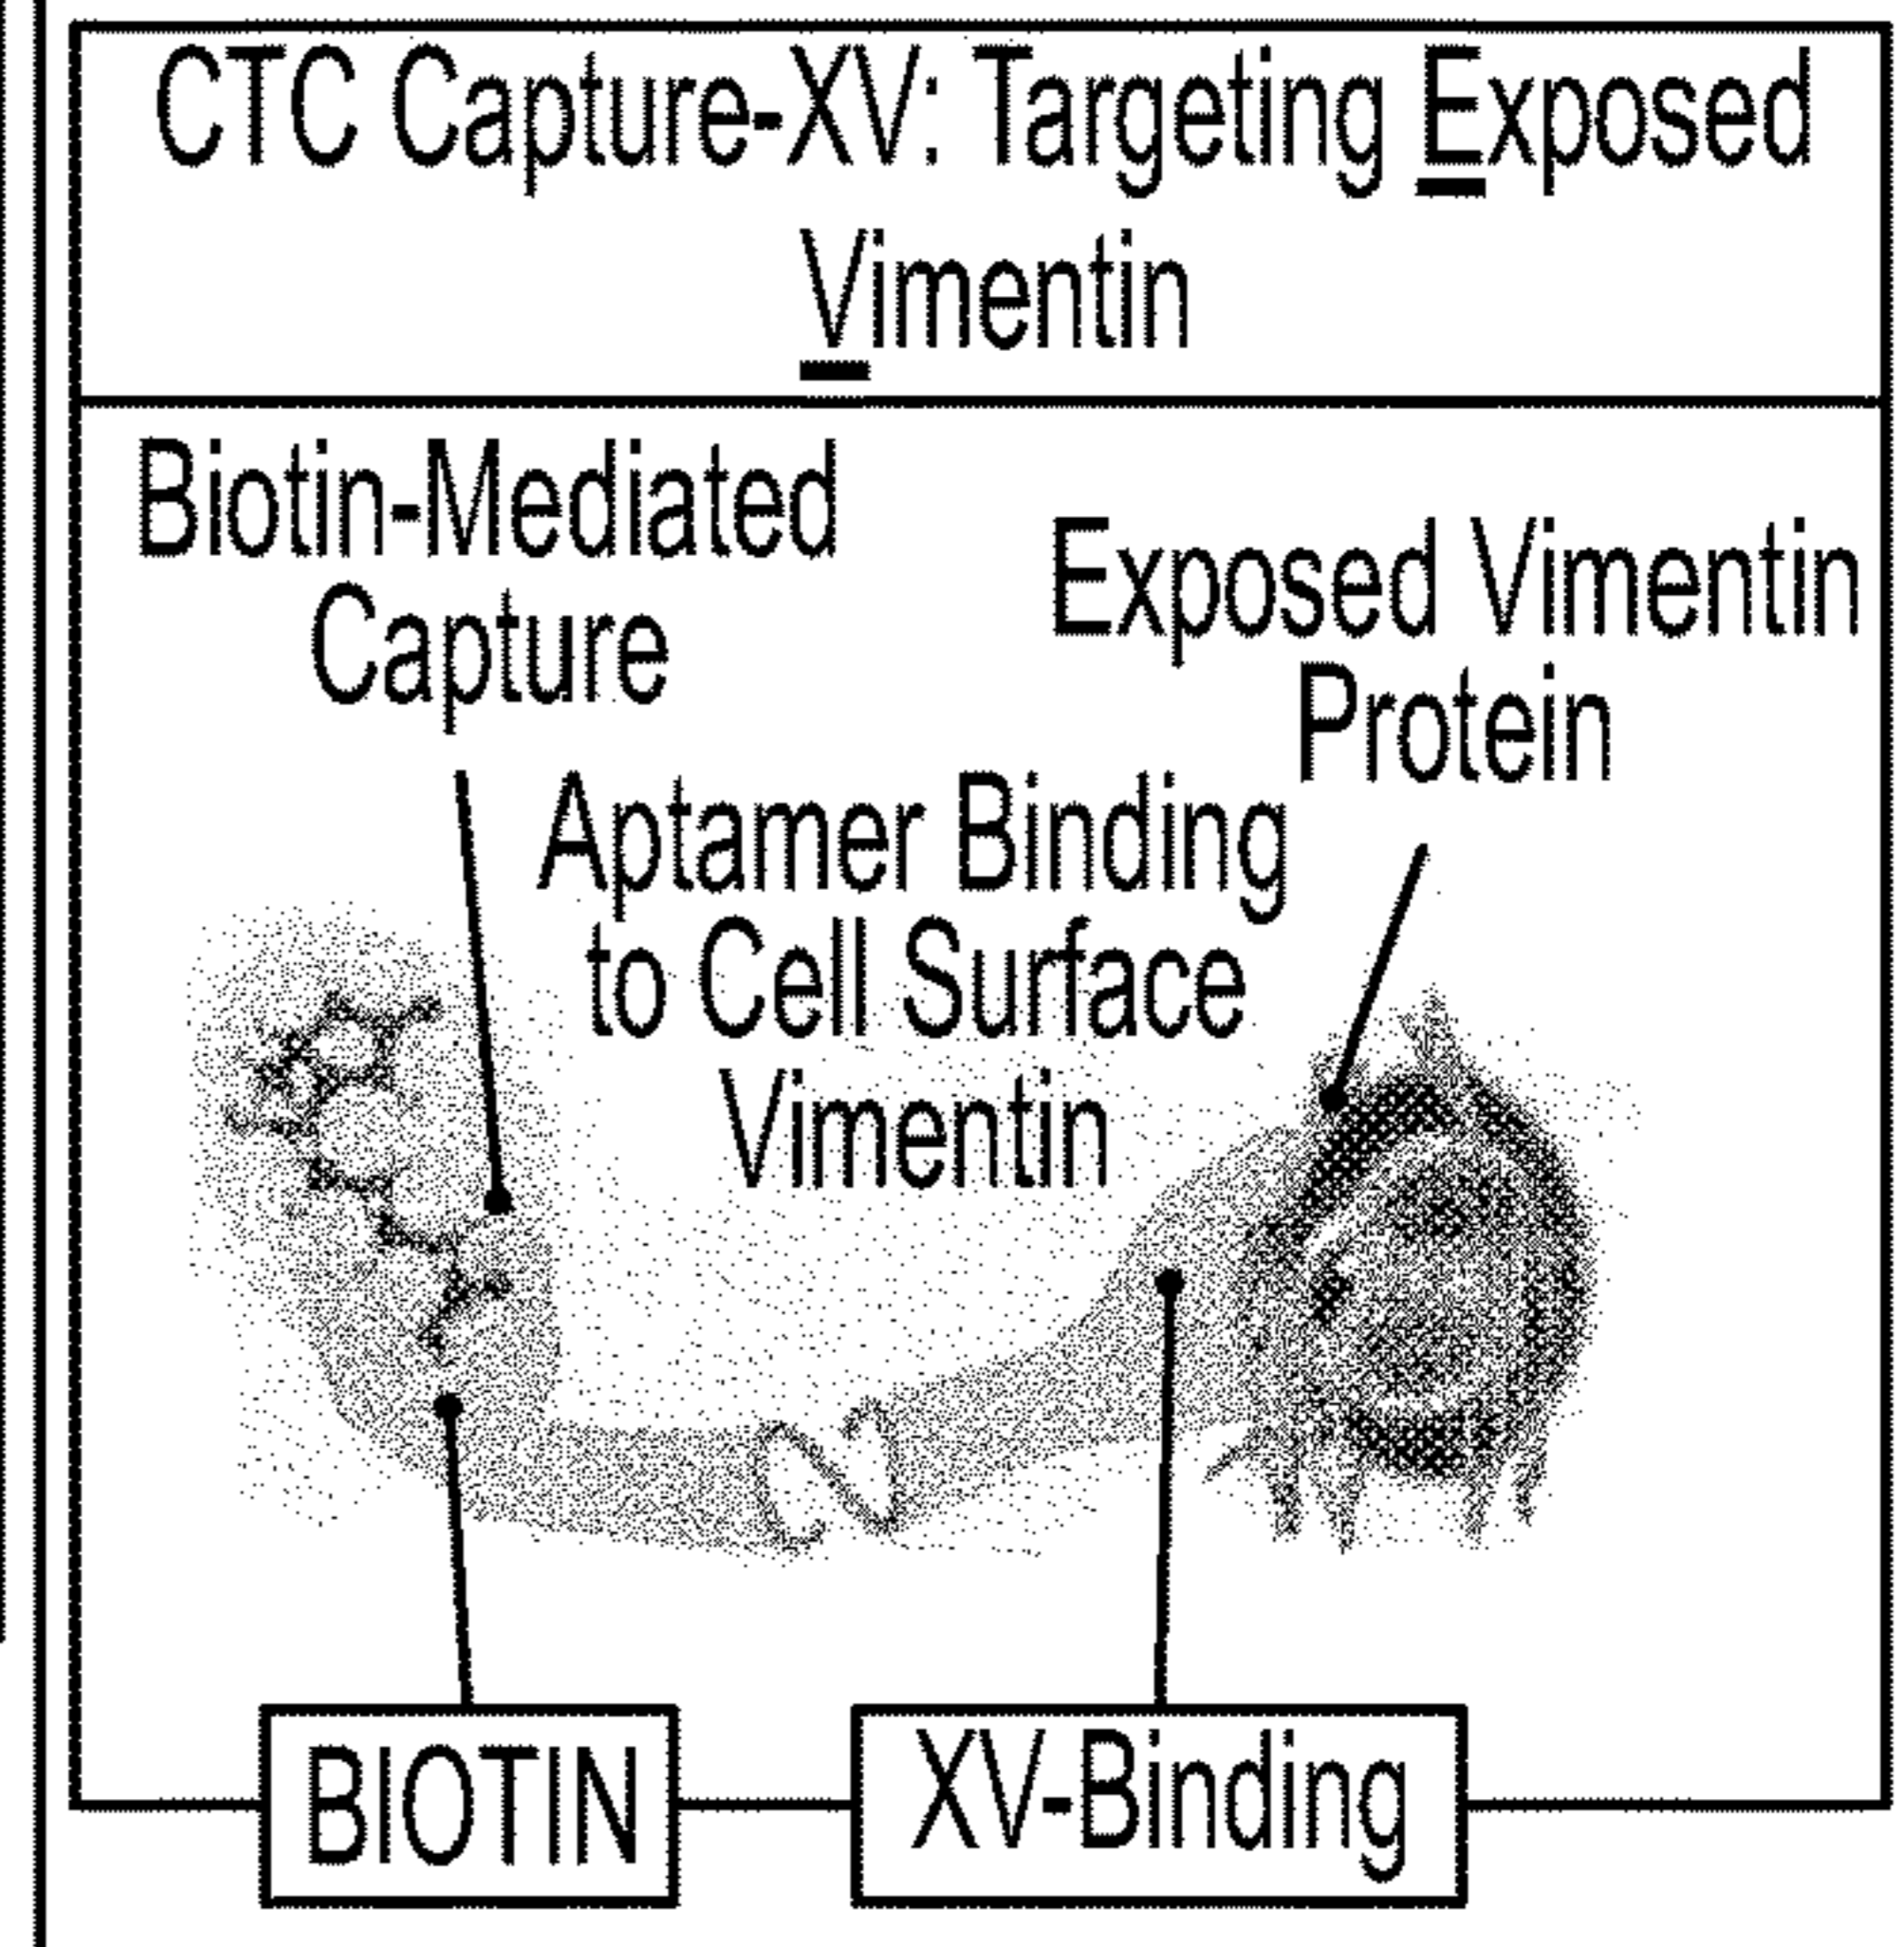 CTC Capture-XV: Targeting Exposed
Vimentin
Biotin-Mediated
Capture
Exposed Vimentin
Protein
Aptamer Binding
to Cell Surface
Vimentin
BIOTIN
XV-Binding